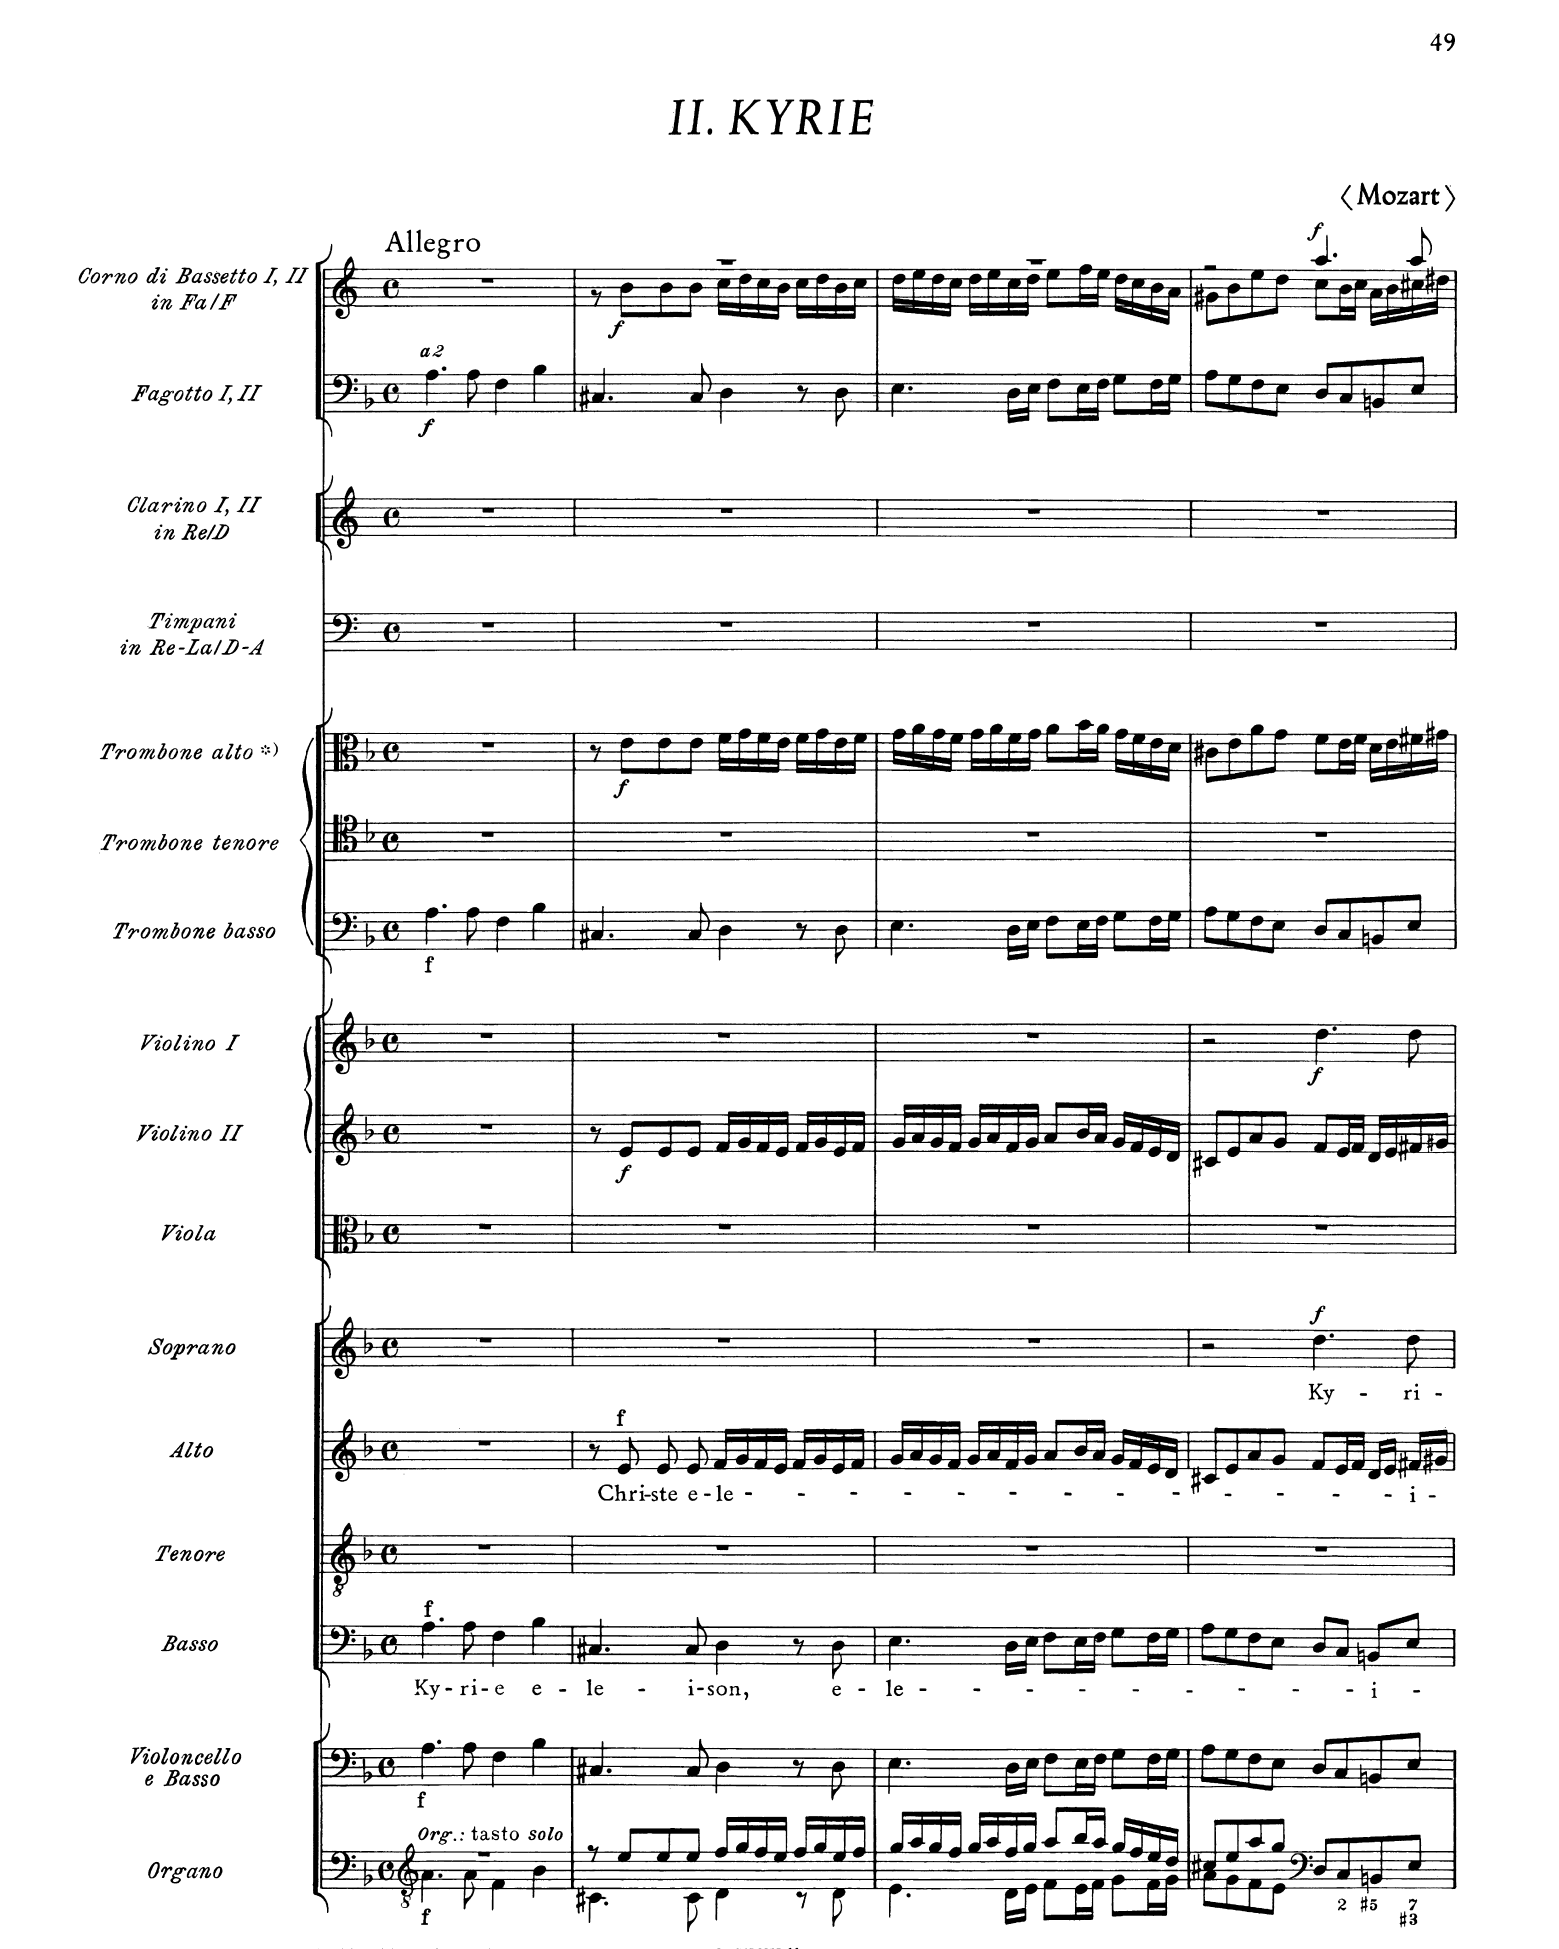 49
II. KYRIE
〈Mozart〉
Allegro
Corno di Bassetto I, II
in Fa/F
f
f
a2
Fagotto I, II
f
Clarino I, II
in Re/D
Timpani
in Re-La/D-A
Trombone alto *)
f
Trombone tenore
Trombone basso
f
Violino I
f
Violino II
f
Viola
f
Soprano
Ky - ri -
f
Alto
Chri-ste e-le - - - - - - - - - - - - - i -
Tenore
f
Basso
Ky-ri-e e - le - i-son, e - le - - - - - - - - - i -
Violoncello
e Basso
f
Org.: tasto solo
Organo
8
f
2 #5 7
#3